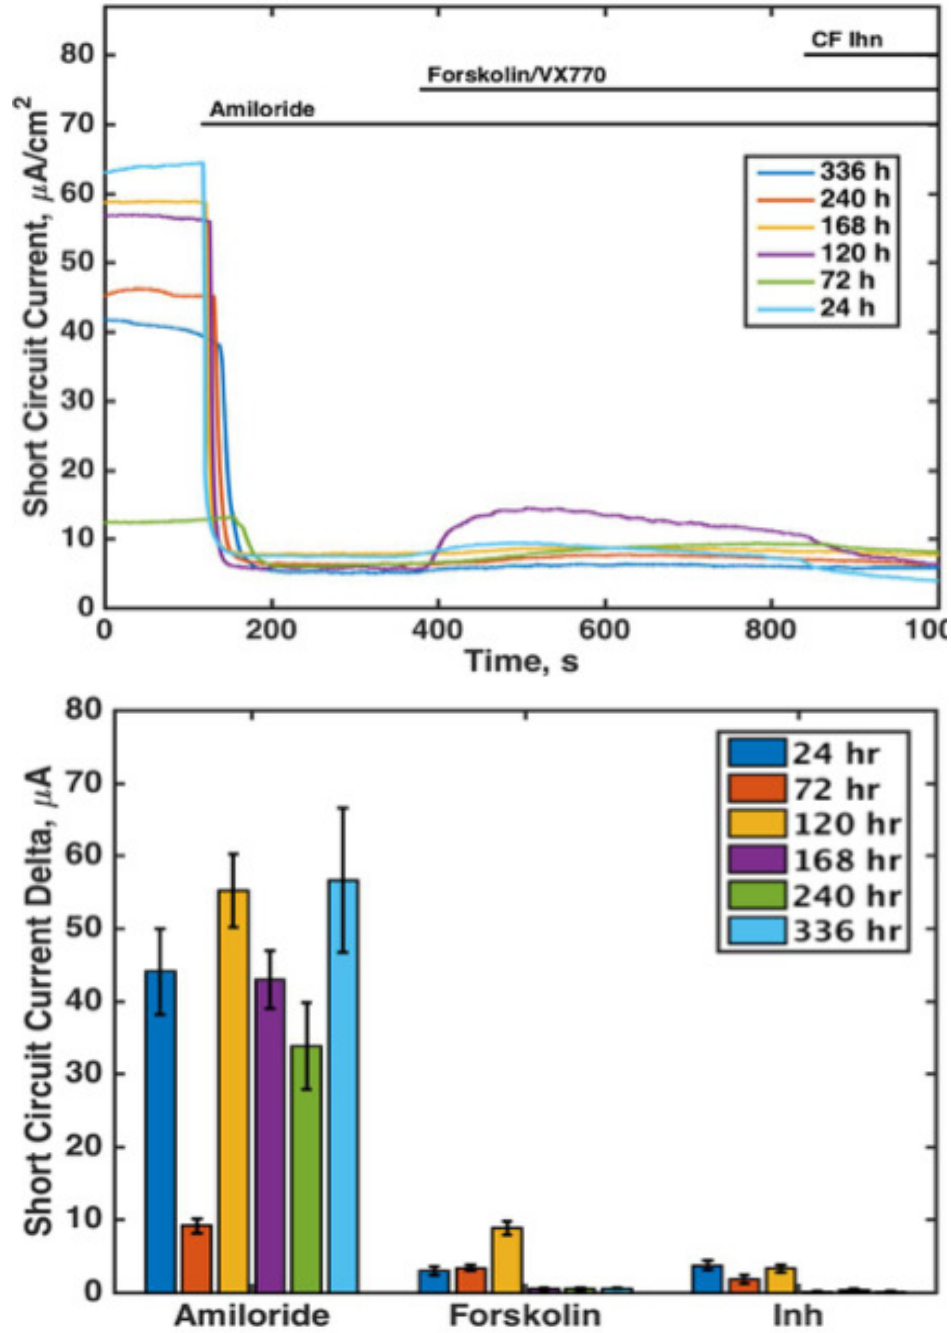 80
70
60
50
40
30
20
10
0
Short Circuit Current, μA/cm²
CF Ihn
Forskolin/VX770
Amiloride
336 h
240 h
168 h
120 h
72 h
24 h
0 200 400 600 800 100
Time, s
80
70
60
50
40
30
20
10
0
Short Circuit Current Delta, μA
24 hr
72 hr
120 hr
168 hr
240 hr
336 hr
Amiloride Forskolin Inh